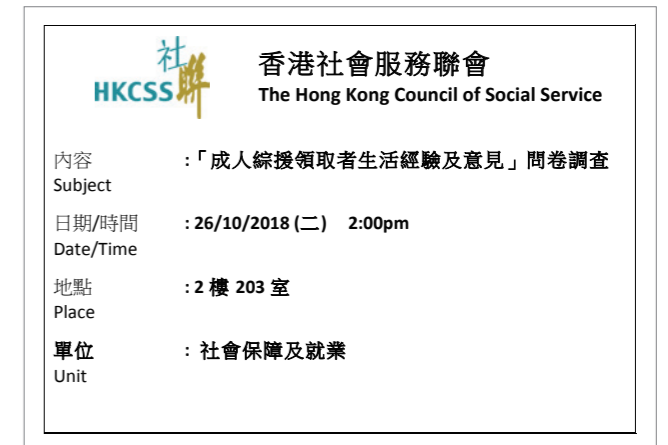 社聯
HKCSS
香港社會服務聯會
The Hong Kong Council of Social Service
內容 :「成人綜援領取者生活經驗及意見」問卷調查
Subject
日期/時間 : 26/10/2018 (二) 2:00pm
Date/Time
地點 : 2 樓 203 室
Place
單位 : 社會保障及就業
Unit